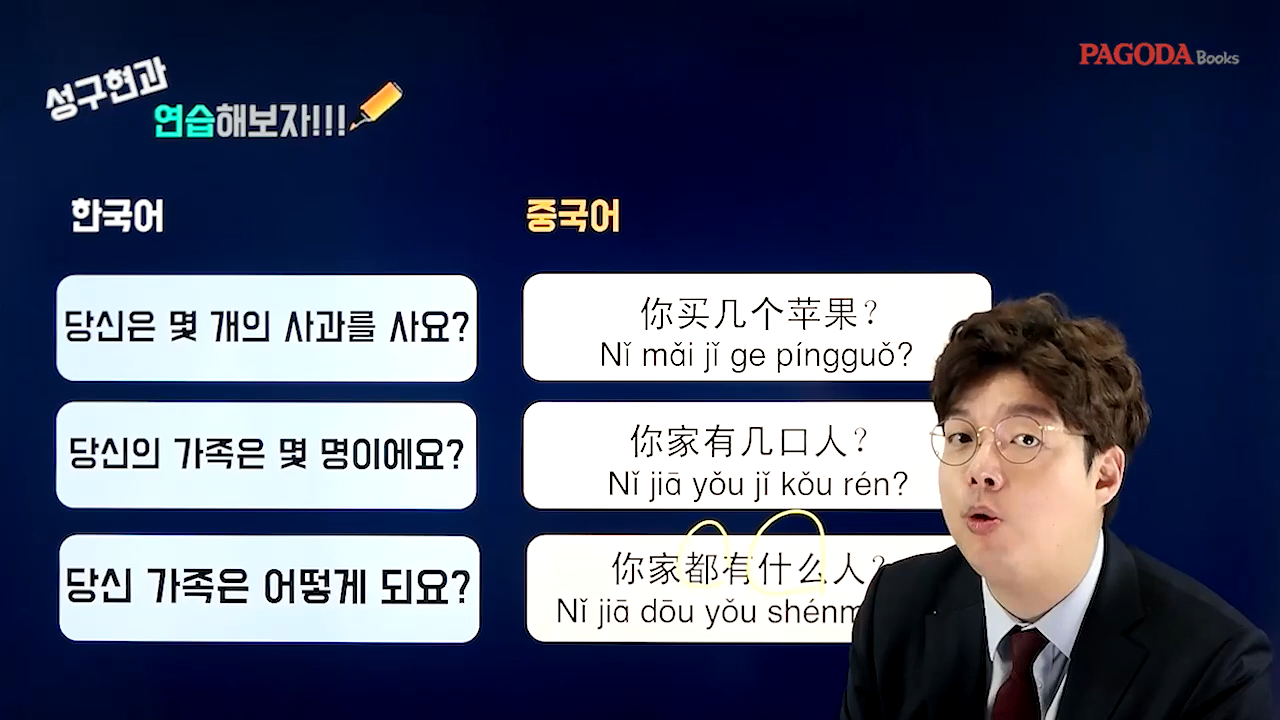 성구현과
연습해보자!!!
PAGODA Books
한국어
중국어
당신은 몇 개의 사과를 사요?
你买几个苹果?
Nǐ mǎi jǐ ge píngguǒ?
당신의 가족은 몇 명이에요?
你家有几口人?
Nǐ jiā yǒu jǐ kǒu rén?
당신 가족은 어떻게 되요?
你家都有什么人?
Nǐ jiā dōu yǒu